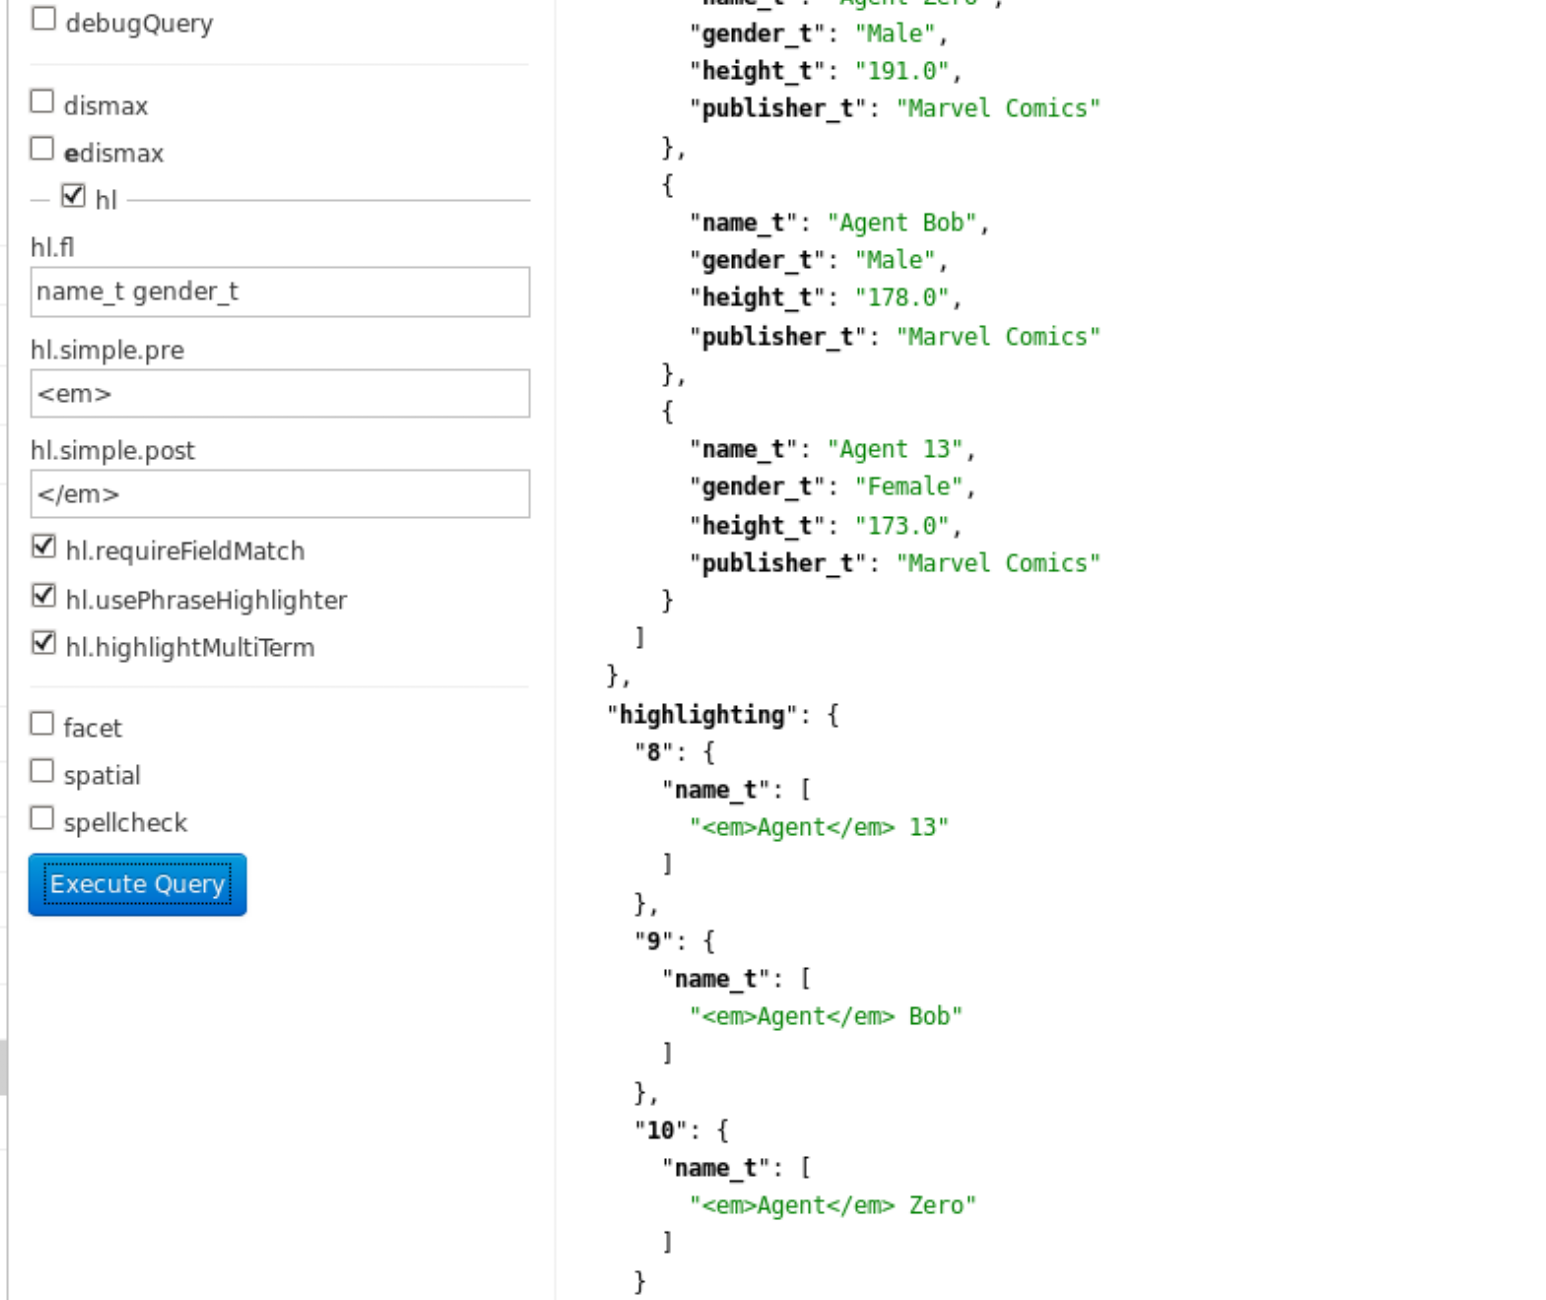 debugQuery
dismax
edismax
hl
hl.fl
name_t gender_t
hl.simple.pre
<em>
hl.simple.post
</em>
hl.requireFieldMatch
hl.usePhraseHighlighter
hl.highlightMultiTerm
facet
spatial
spellcheck
Execute Query
"name_t": "Agent Zero",
"gender_t": "Male",
"height_t": "191.0",
"publisher_t": "Marvel Comics"
},
{
"name_t": "Agent Bob",
"gender_t": "Male",
"height_t": "178.0",
"publisher_t": "Marvel Comics"
},
{
"name_t": "Agent 13",
"gender_t": "Female",
"height_t": "173.0",
"publisher_t": "Marvel Comics"
}
]
},
"highlighting": {
"8": {
"name_t": [
"<em>Agent</em> 13"
]
},
"9": {
"name_t": [
"<em>Agent</em> Bob"
]
},
"10": {
"name_t": [
"<em>Agent</em> Zero"
]
}